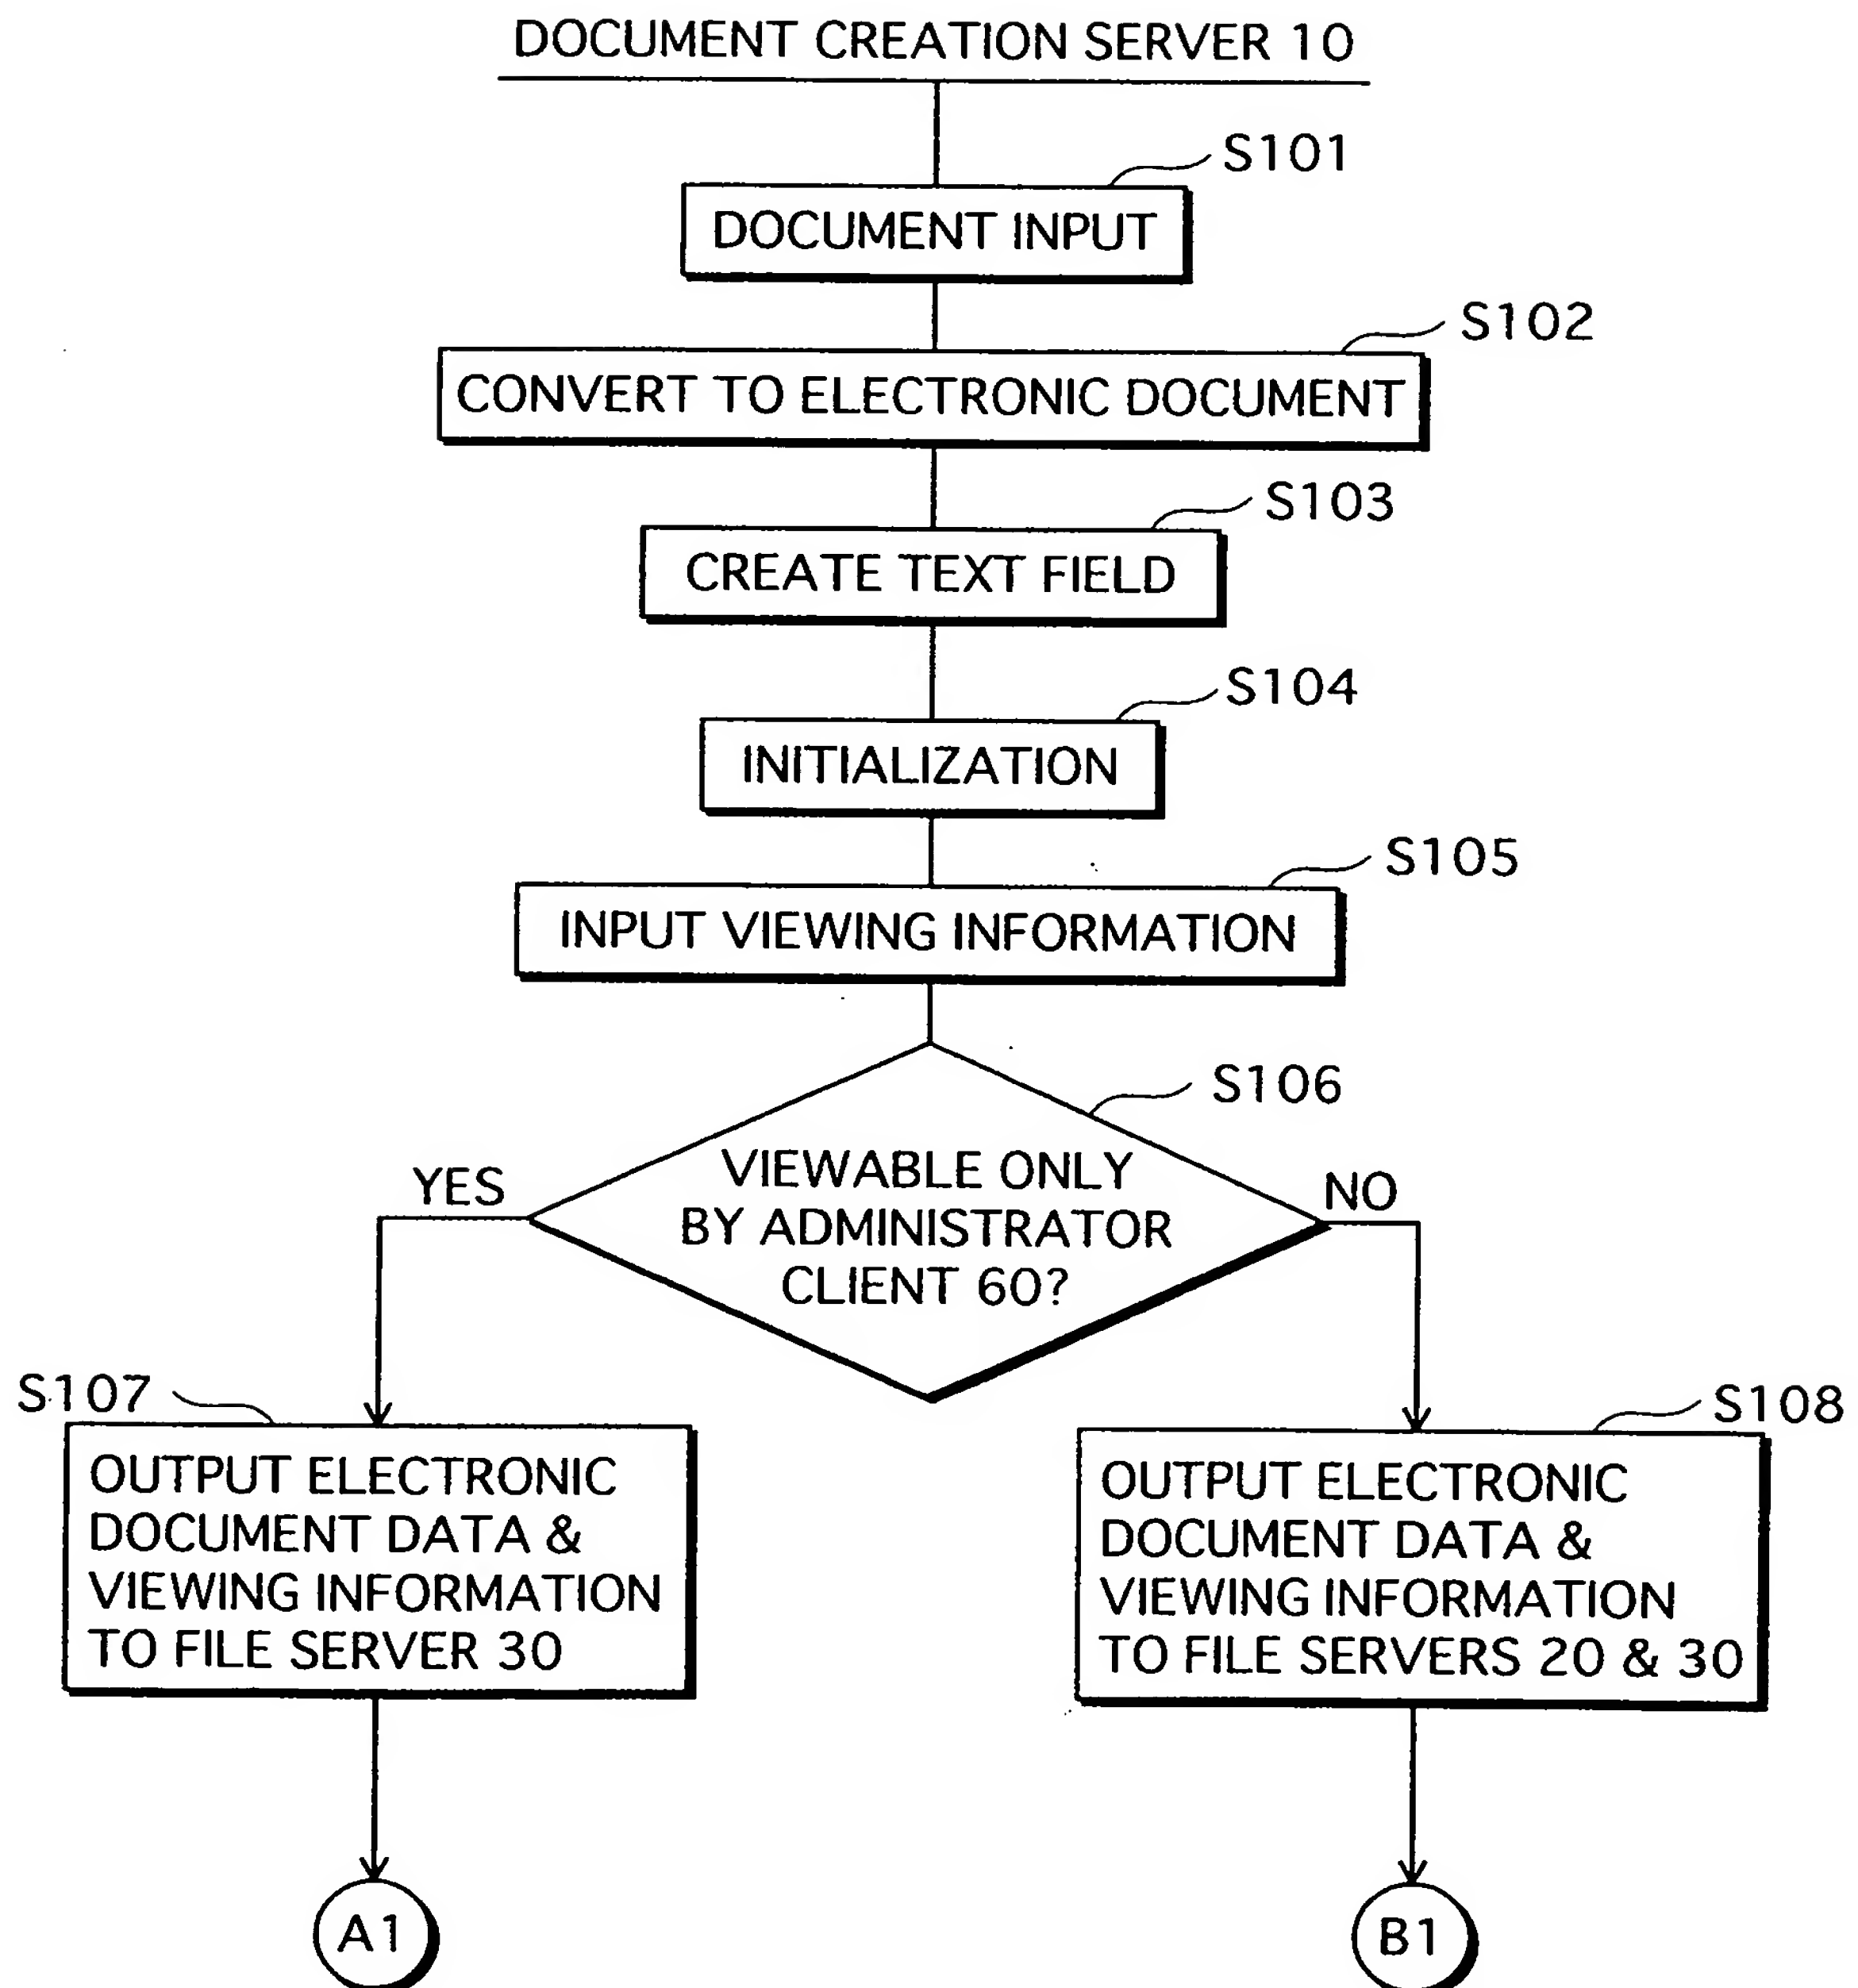 DOCUMENT CREATION SERVER 10
S101
DOCUMENT INPUT
S102
CONVERT TO ELECTRONIC DOCUMENT
S103
CREATE TEXT FIELD
S104
INITIALIZATION
S105
INPUT VIEWING INFORMATION
S106
VIEWABLE ONLY
BY ADMINISTRATOR
CLIENT 60?
YES
NO
S107
OUTPUT ELECTRONIC
DOCUMENT DATA &
VIEWING INFORMATION
TO FILE SERVER 30
S108
OUTPUT ELECTRONIC
DOCUMENT DATA &
VIEWING INFORMATION
TO FILE SERVERS 20 & 30
A1
B1